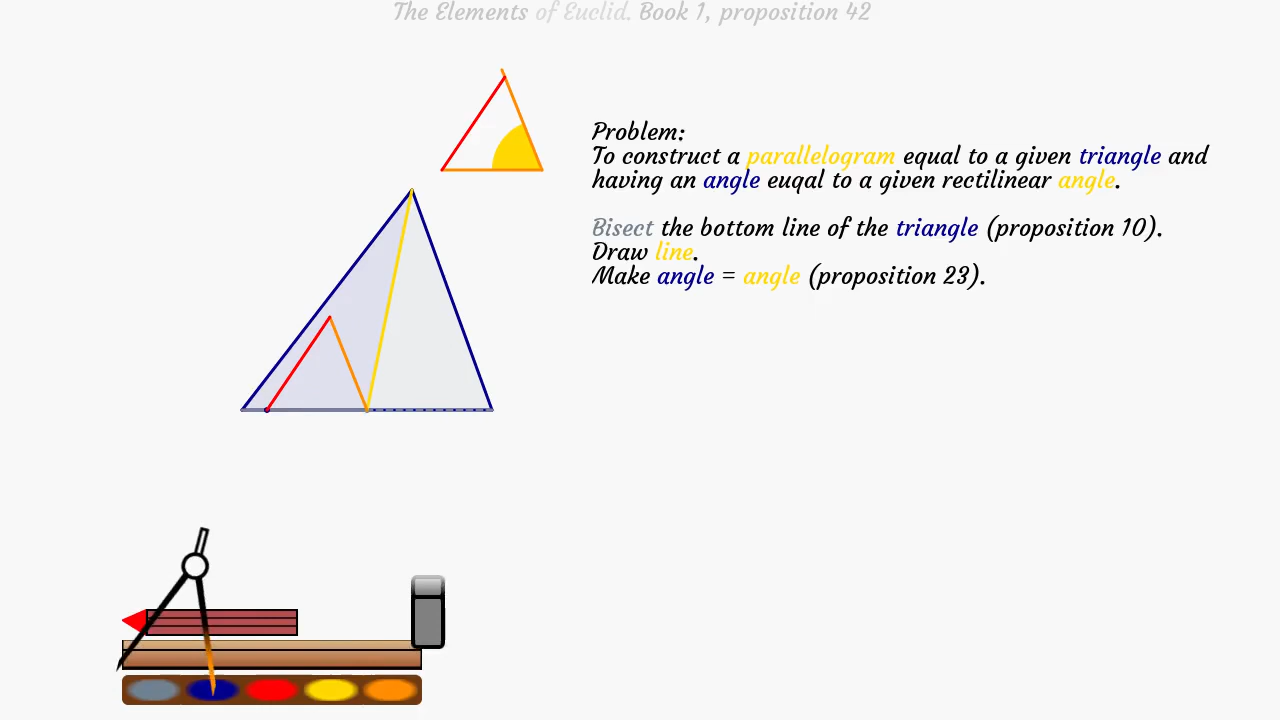 The Elements of Euclid. Book 1, proposition 42
Problem:
To construct a parallelogram equal to a given triangle and
having an angle euqal to a given rectilinear angle.
Bisect the bottom line of the triangle (proposition 10).
Draw line.
Make angle = angle (proposition 23).